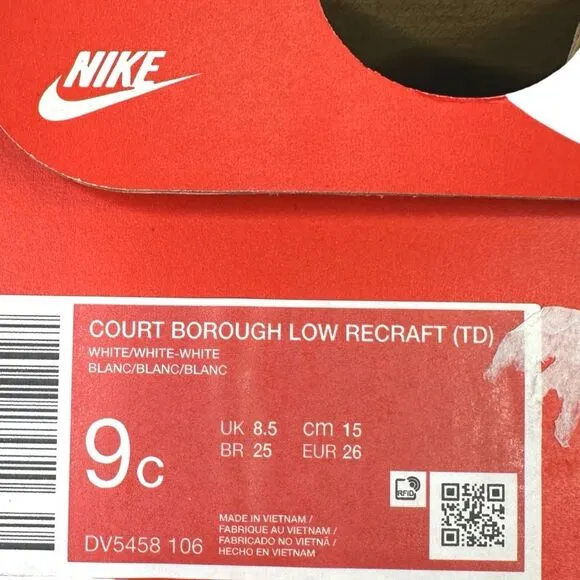 NIKE
COURT BOROUGH LOW RECRAFT (TD)
WHITE/WHITE-WHITE
BLANC/BLANC/BLANC
9c
UK 8.5 cm 15
BR 25 EUR 26
RFID
MADE IN VIETNAM /
FABRIQUE AU VIETNAM /
FABRICADO NO VIETNÃ /
HECHO EN VIETNAM
DV5458 106